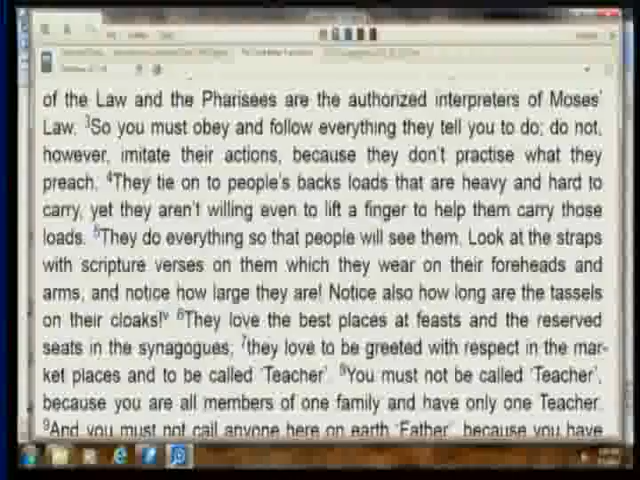 of the Law and the Pharisees are the authorized interpreters of Moses'
Law. 3So you must obey and follow everything they tell you to do; do not,
however, imitate their actions, because they don't practise what they
preach. 4They tie on to people's backs loads that are heavy and hard to
carry, yet they aren't willing even to lift a finger to help them carry those
loads. 5They do everything so that people will see them. Look at the straps
with scripture verses on them which they wear on their foreheads and
arms, and notice how large they are! Notice also how long are the tassels
on their cloaks!v 6They love the best places at feasts and the reserved
seats in the synagogues; 7they love to be greeted with respect in the mar-
ket places and to be called 'Teacher'. 9You must not be called 'Teacher',
because you are all members of one family and have only one Teacher.
9And you must not call anyone here on earth 'Father', because you have